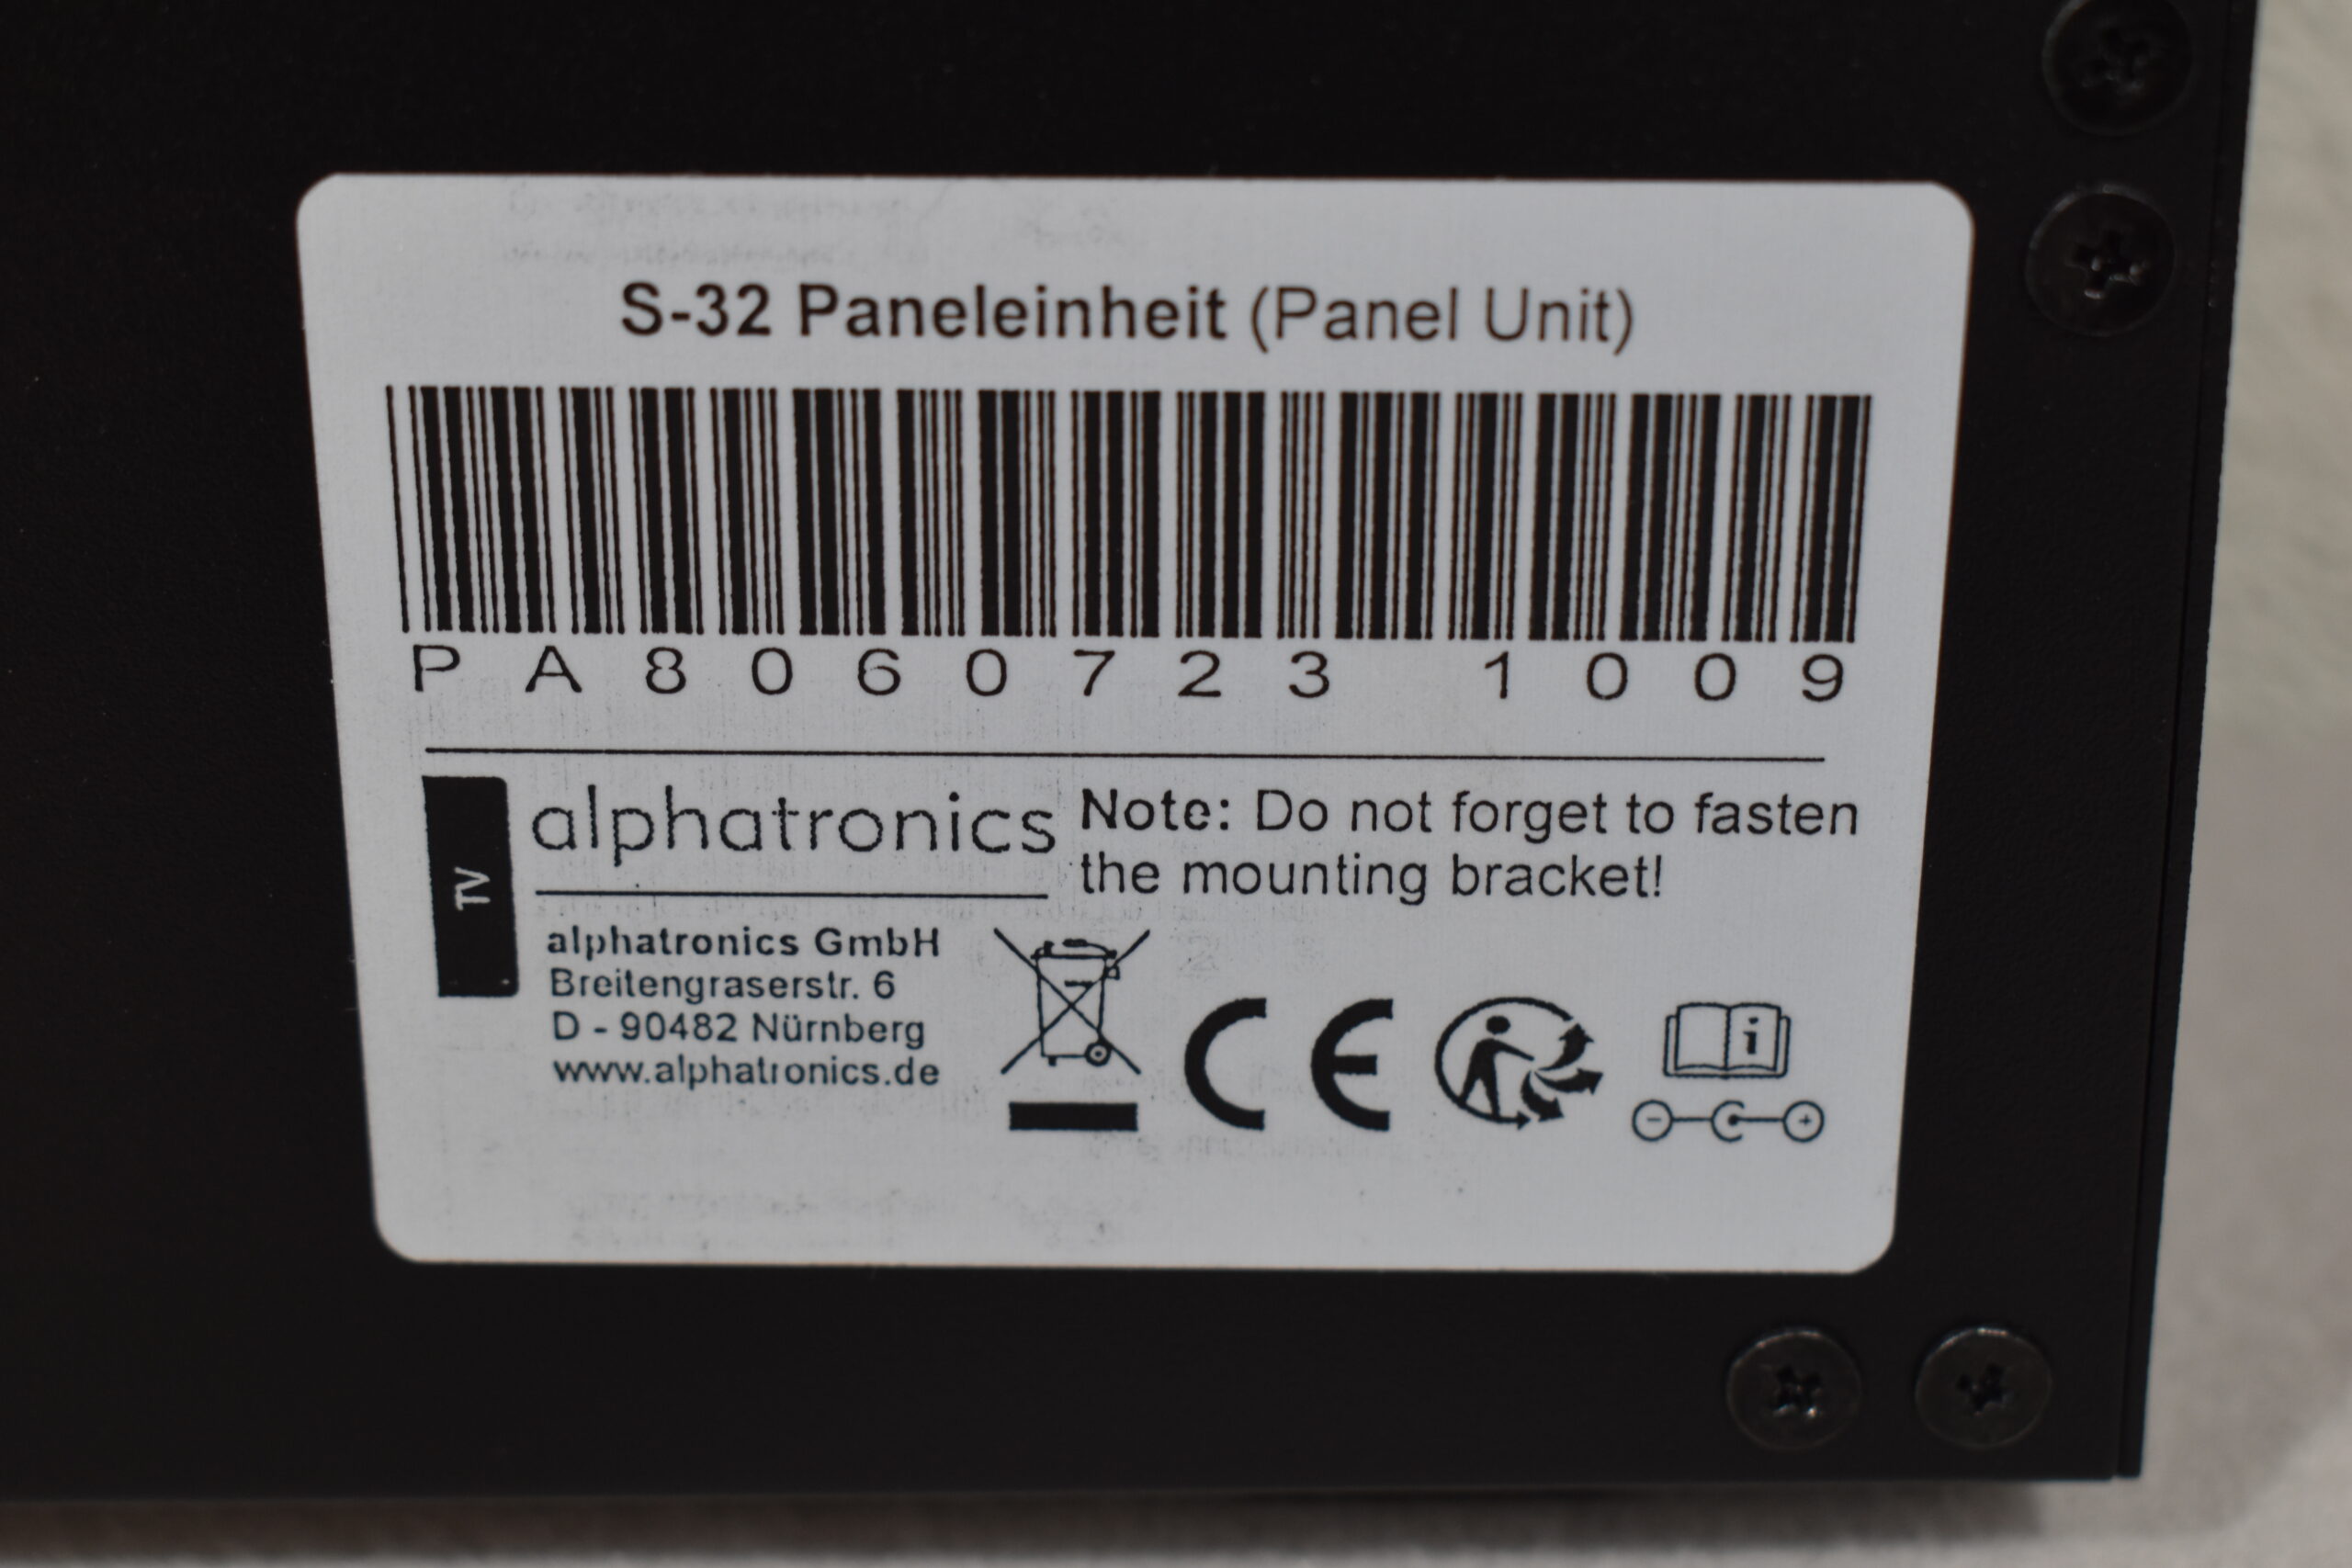 S-32 Paneleinheit (Panel Unit)
PA8060723 1009
TV
alphatronics
Note: Do not forget to fasten
the mounting bracket!
alphatronics GmbH
Breitengraserstr. 6
D - 90482 Nürnberg
www.alphatronics.de
CE
i
- +